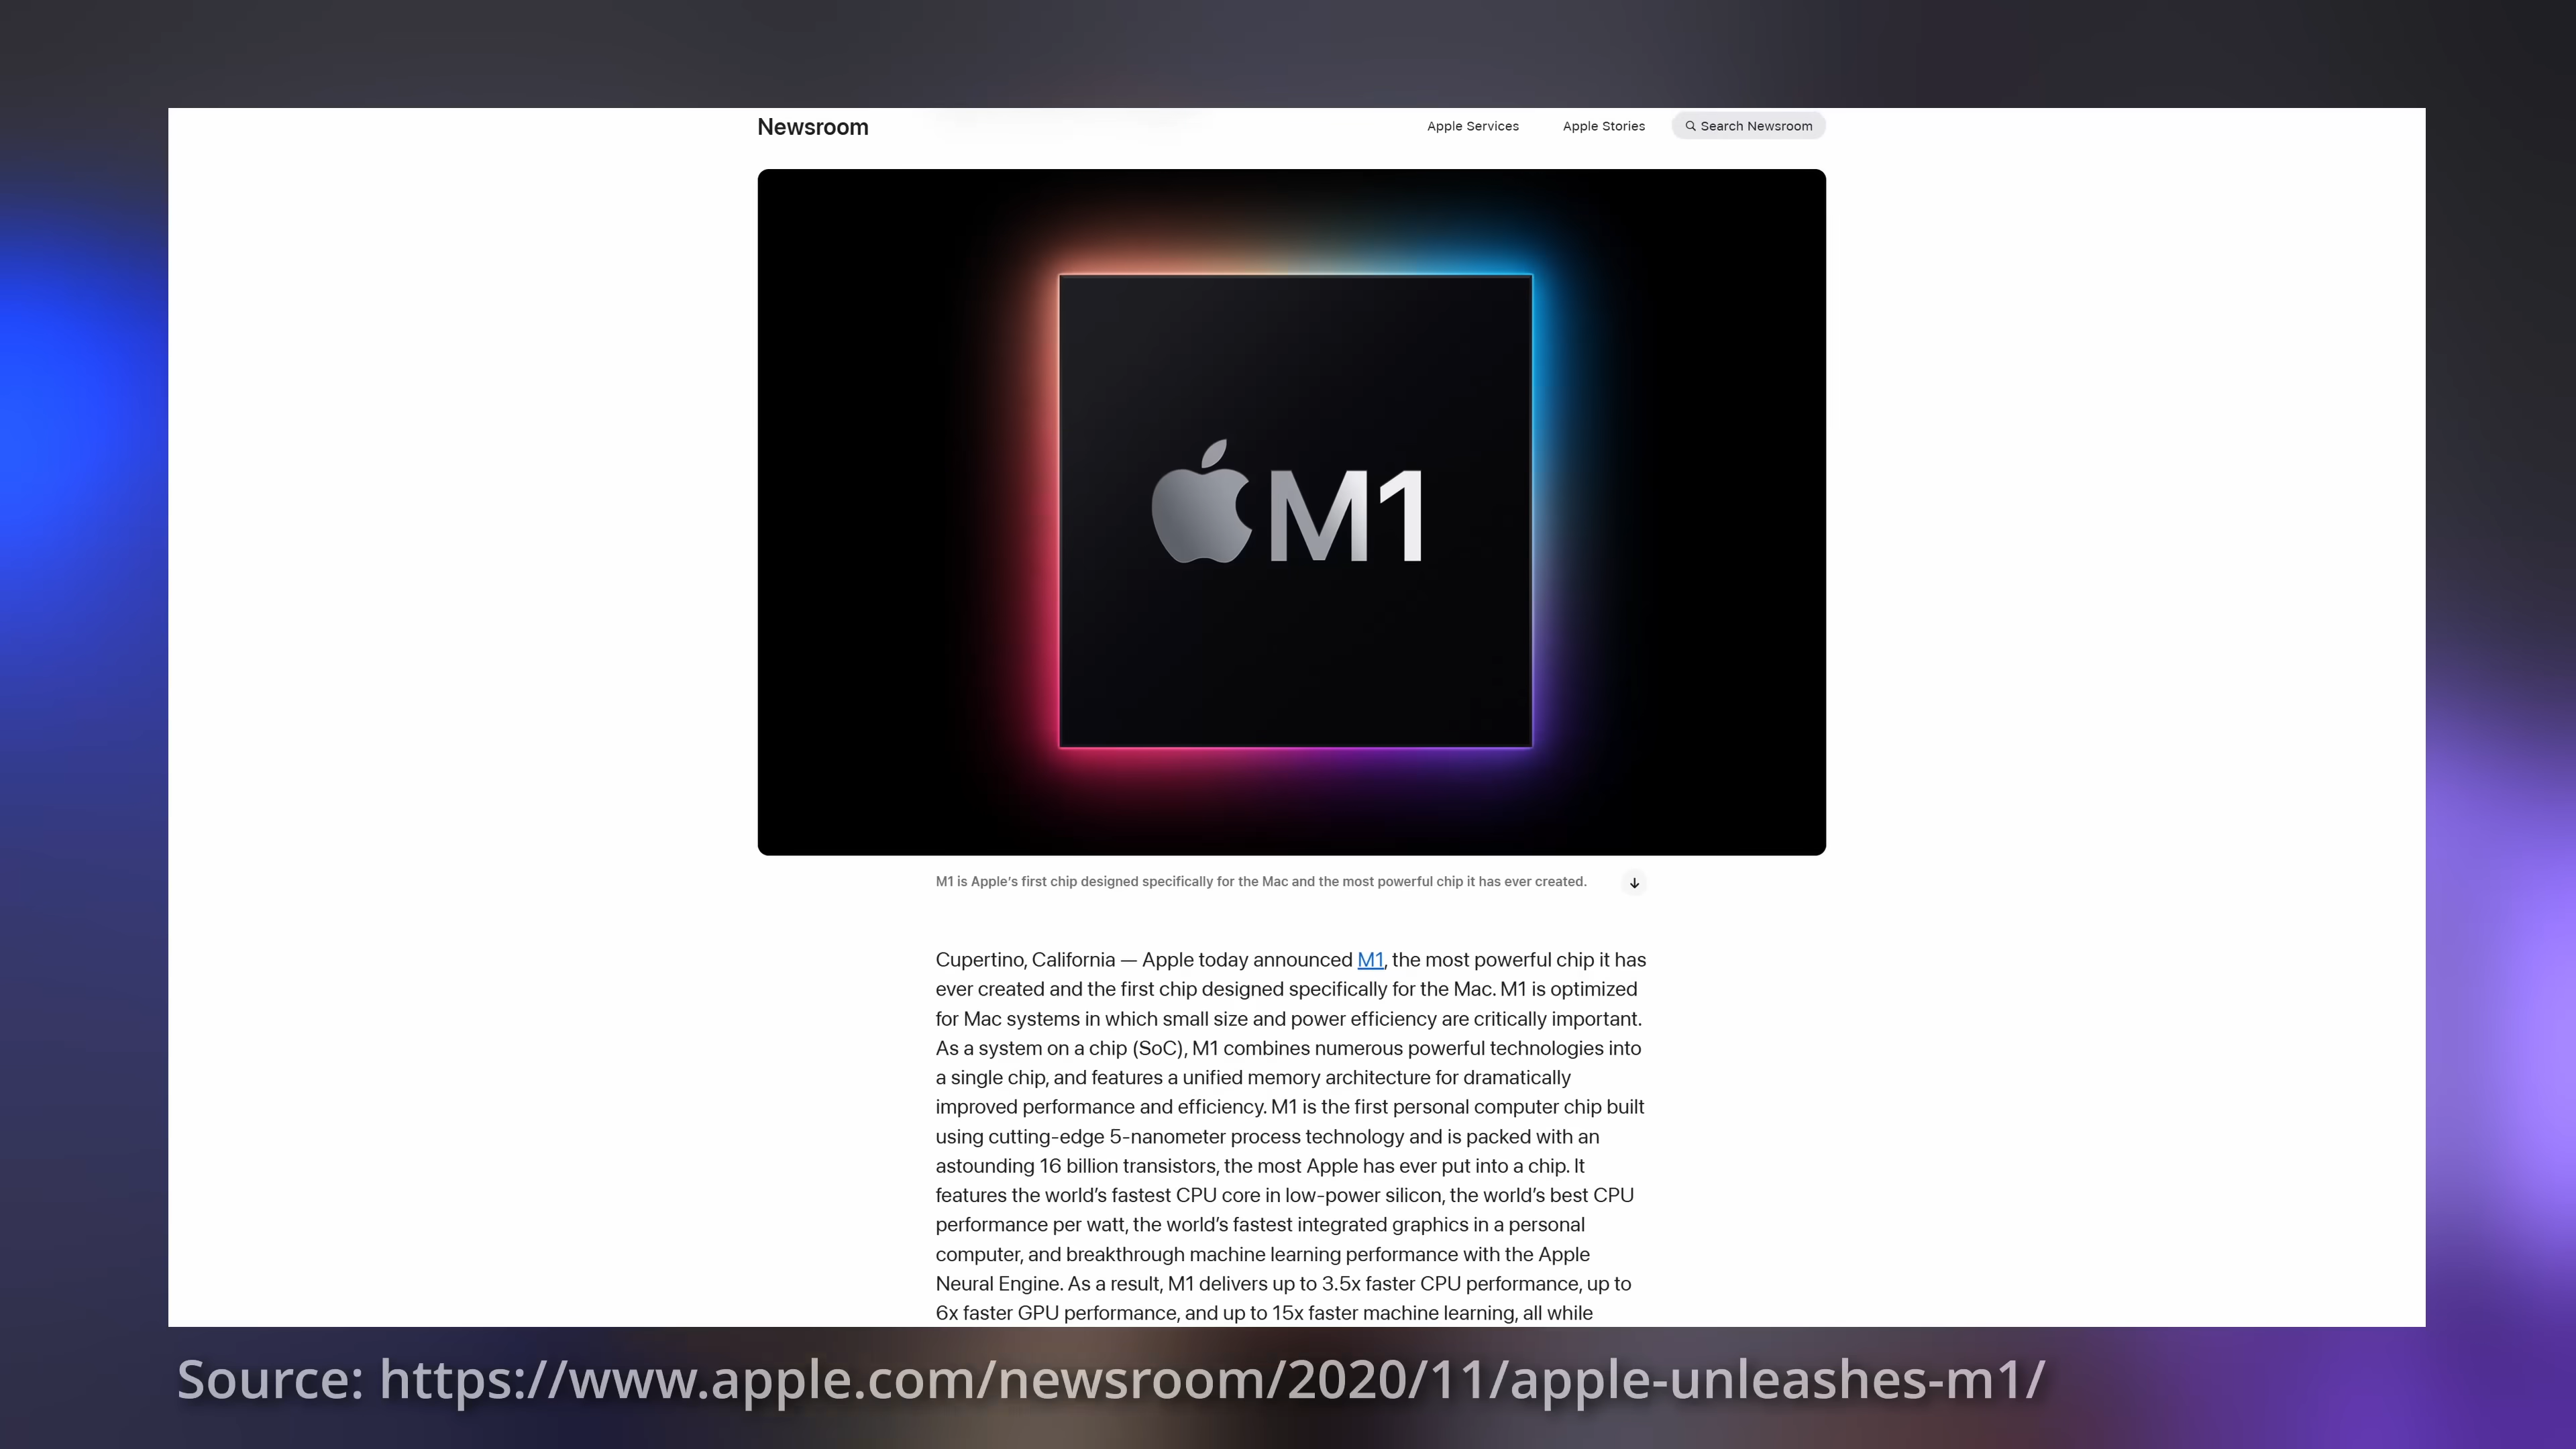 Newsroom
Apple Services
Apple Stories
Search Newsroom
M1
M1 is Apple’s first chip designed specifically for the Mac and the most powerful chip it has ever created.
Cupertino, California — Apple today announced M1, the most powerful chip it has
ever created and the first chip designed specifically for the Mac. M1 is optimized
for Mac systems in which small size and power efficiency are critically important.
As a system on a chip (SoC), M1 combines numerous powerful technologies into
a single chip, and features a unified memory architecture for dramatically
improved performance and efficiency. M1 is the first personal computer chip built
using cutting-edge 5-nanometer process technology and is packed with an
astounding 16 billion transistors, the most Apple has ever put into a chip. It
features the world’s fastest CPU core in low-power silicon, the world’s best CPU
performance per watt, the world’s fastest integrated graphics in a personal
computer, and breakthrough machine learning performance with the Apple
Neural Engine. As a result, M1 delivers up to 3.5x faster CPU performance, up to
6x faster GPU performance, and up to 15x faster machine learning, all while
Source: https://www.apple.com/newsroom/2020/11/apple-unleashes-m1/